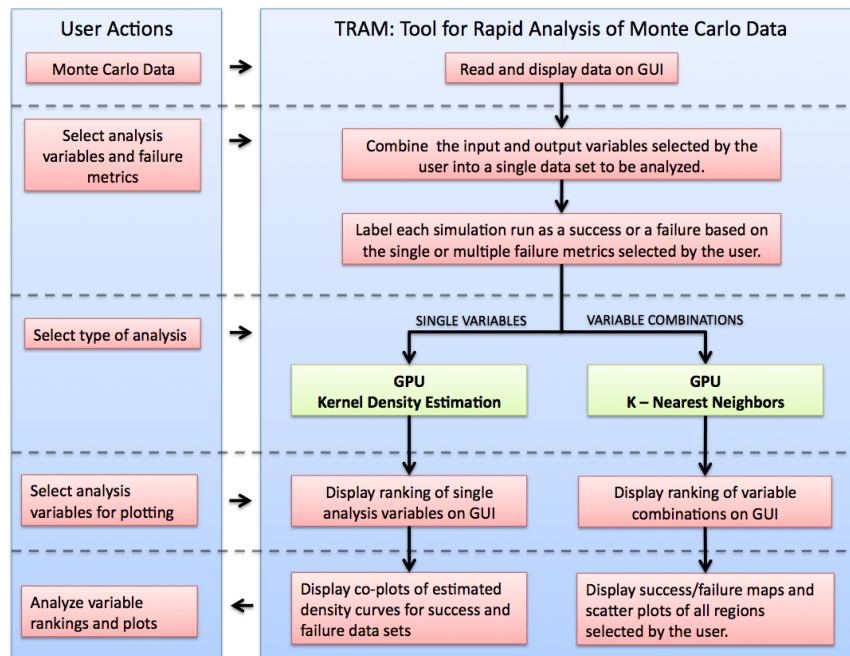 User Actions
TRAM: Tool for Rapid Analysis of Monte Carlo Data
Monte Carlo Data
Read and display data on GUI
Select analysis
variables and failure
metrics
Combine the input and output variables selected by the
user into a single data set to be analyzed.
Label each simulation run as a success or a failure based on
the single or multiple failure metrics selected by the user.
Select type of analysis
SINGLE VARIABLES
VARIABLE COMBINATIONS
GPU
Kernel Density Estimation
GPU
K – Nearest Neighbors
Select analysis
variables for plotting
Display ranking of single
analysis variables on GUI
Display ranking of variable
combinations on GUI
Analyze variable
rankings and plots
Display co-plots of estimated
density curves for success and
failure data sets
Display success/failure maps and
scatter plots of all regions
selected by the user.